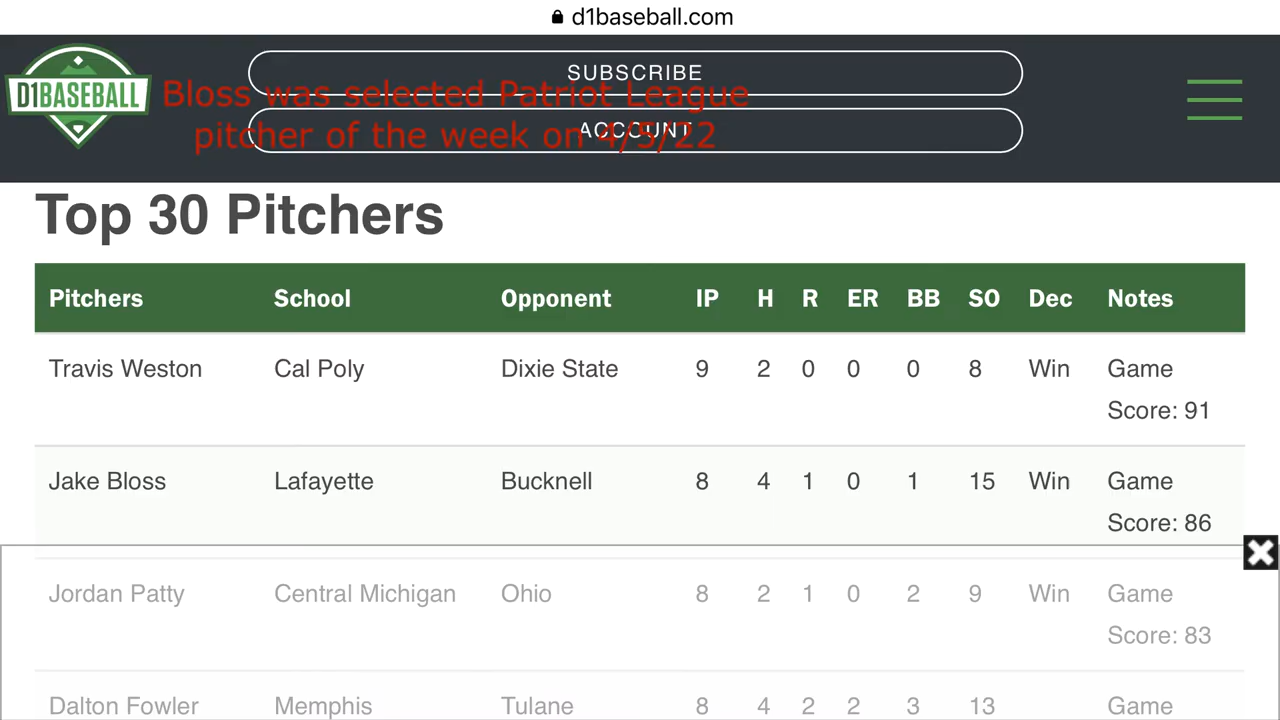 d1baseball.com
D1BASEBALL
SUBSCRIBE
Bloss was selected Patriot League
pitcher of the week on 4/5/22
ACCOUNT
Top 30 Pitchers
Pitchers School Opponent IP H R ER BB SO Dec Notes
Travis Weston Cal Poly Dixie State 9 2 0 0 0 8 Win Game
Score: 91
Jake Bloss Lafayette Bucknell 8 4 1 0 1 15 Win Game
Score: 86
Jordan Patty Central Michigan Ohio 8 2 1 0 2 9 Win Game
Score: 83
Dalton Fowler Memphis Tulane 8 4 2 2 3 13 Game